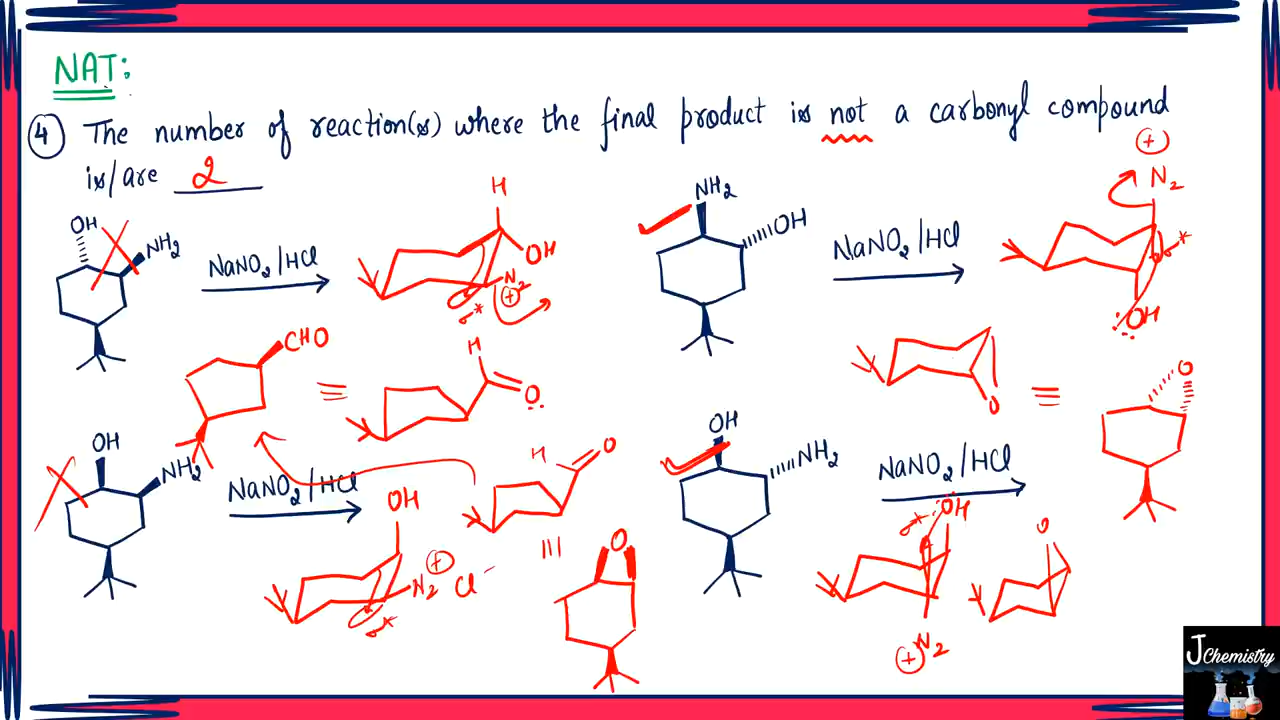 NAT:
4 The number of reaction(s) where the final product is not a carbonyl compound
is/are 2
OH
NH2
NaNO2/HCl
H
OH
N2
+
σ*
NH2
OH
NaNO2/HCl
+
N2
σ*
OH
CHO
≡
H
O
O
≡
O
OH
NH2
NaNO2/HCl
OH
+
N2 Cl-
σ*
H
O
≡
O
OH
NH2
NaNO2/HCl
σ*
OH
+
N2
O
J Chemistry